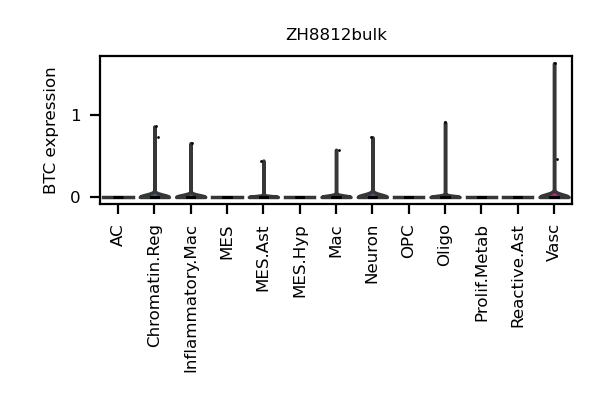 ZH8812bulk
BTC expression
1
0
AC
Chromatin.Reg
Inflammatory.Mac
MES
MES.Ast
MES.Hyp
Mac
Neuron
OPC
Oligo
Prolif.Metab
Reactive.Ast
Vasc